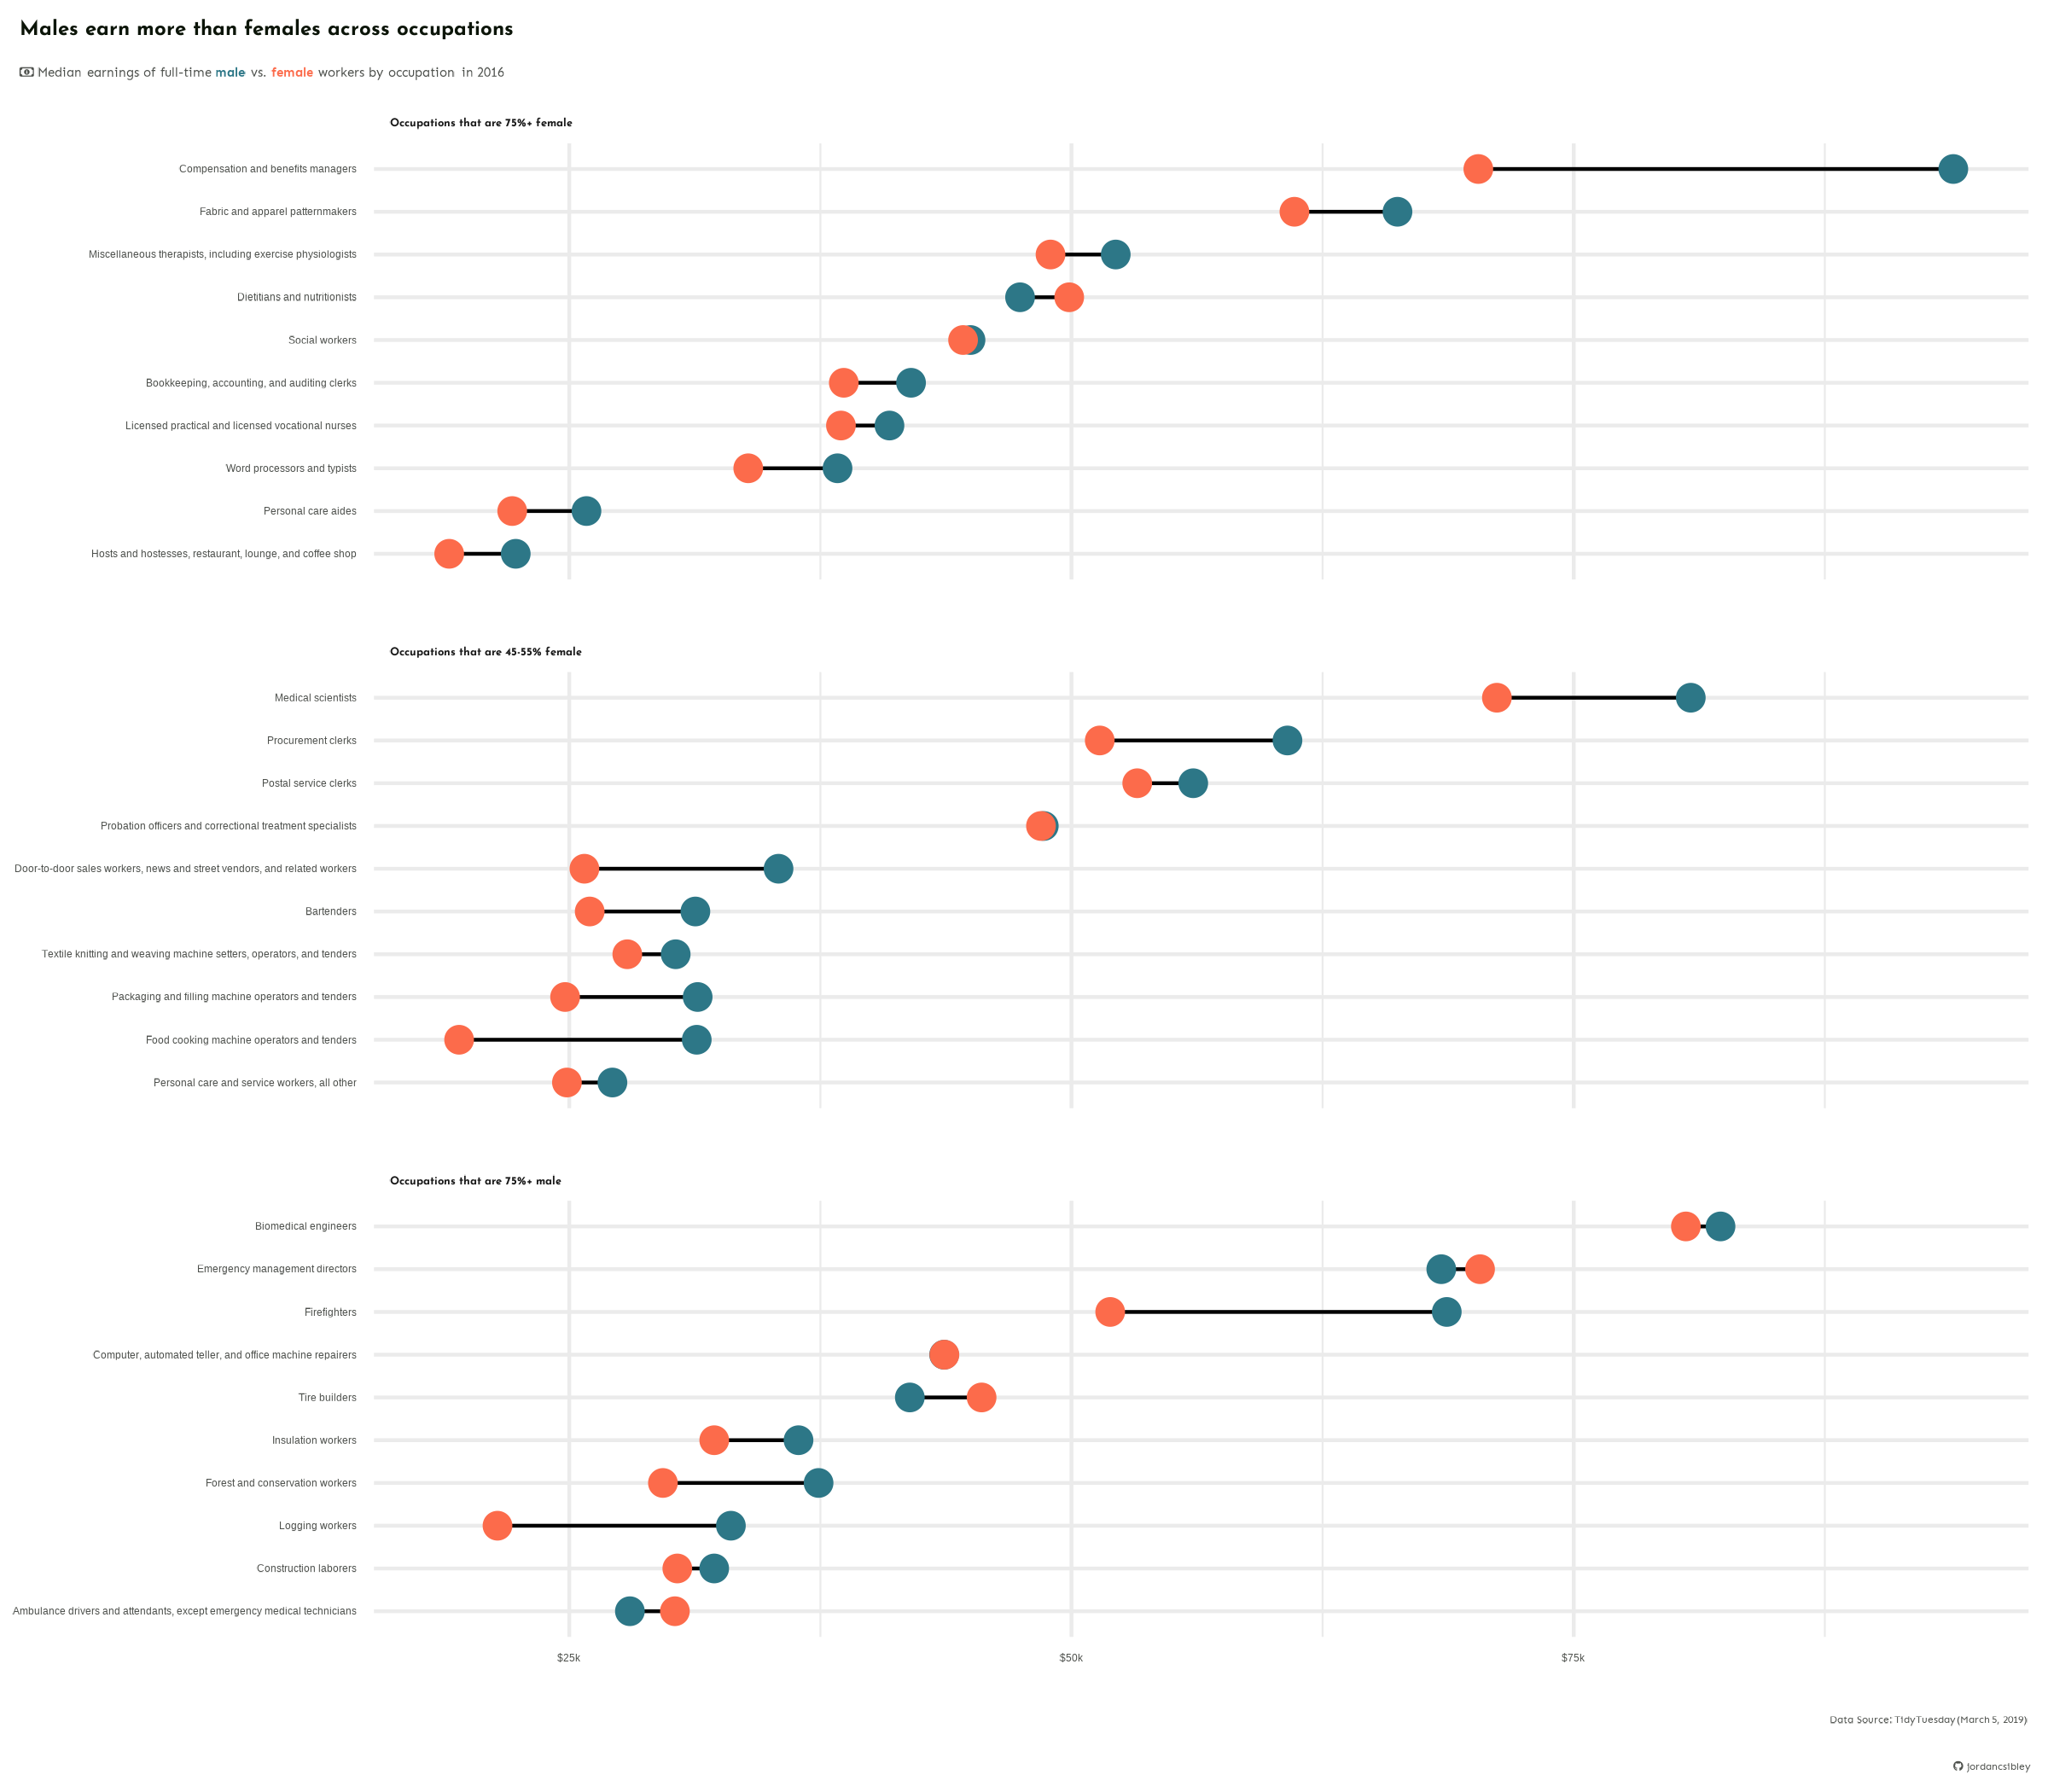 Males earn more than females across occupations
Median earnings of full-time male vs. female workers by occupation in 2016
Occupations that are 75%+ female
Compensation and benefits managers
Fabric and apparel patternmakers
Miscellaneous therapists, including exercise physiologists
Dietitians and nutritionists
Social workers
Bookkeeping, accounting, and auditing clerks
Licensed practical and licensed vocational nurses
Word processors and typists
Personal care aides
Hosts and hostesses, restaurant, lounge, and coffee shop
Occupations that are 45-55% female
Medical scientists
Procurement clerks
Postal service clerks
Probation officers and correctional treatment specialists
Door-to-door sales workers, news and street vendors, and related workers
Bartenders
Textile knitting and weaving machine setters, operators, and tenders
Packaging and filling machine operators and tenders
Food cooking machine operators and tenders
Personal care and service workers, all other
Occupations that are 75%+ male
Biomedical engineers
Emergency management directors
Firefighters
Computer, automated teller, and office machine repairers
Tire builders
Insulation workers
Forest and conservation workers
Logging workers
Construction laborers
Ambulance drivers and attendants, except emergency medical technicians
$25k $50k $75k
Data Source: TidyTuesday (March 5, 2019)
jordancsibley